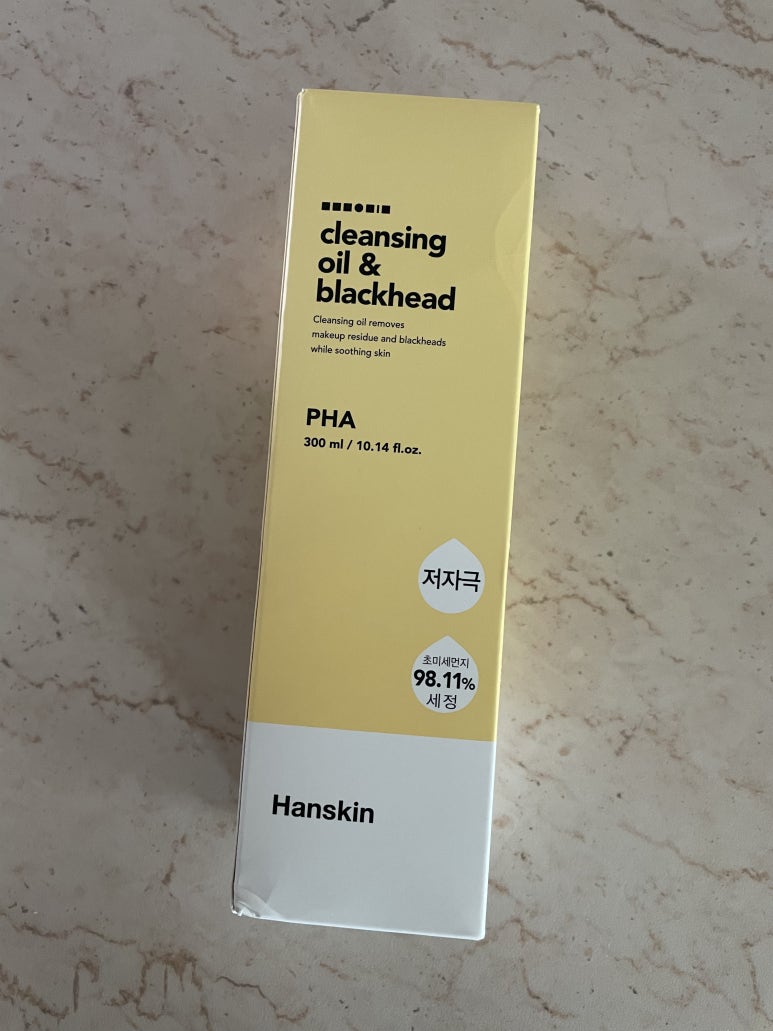 cleansing
oil &
blackhead
Cleansing oil removes
makeup residue and blackheads
while soothing skin
PHA
300 ml / 10.14 fl.oz.
저자극
초미세먼지
98.11%
세정
Hanskin